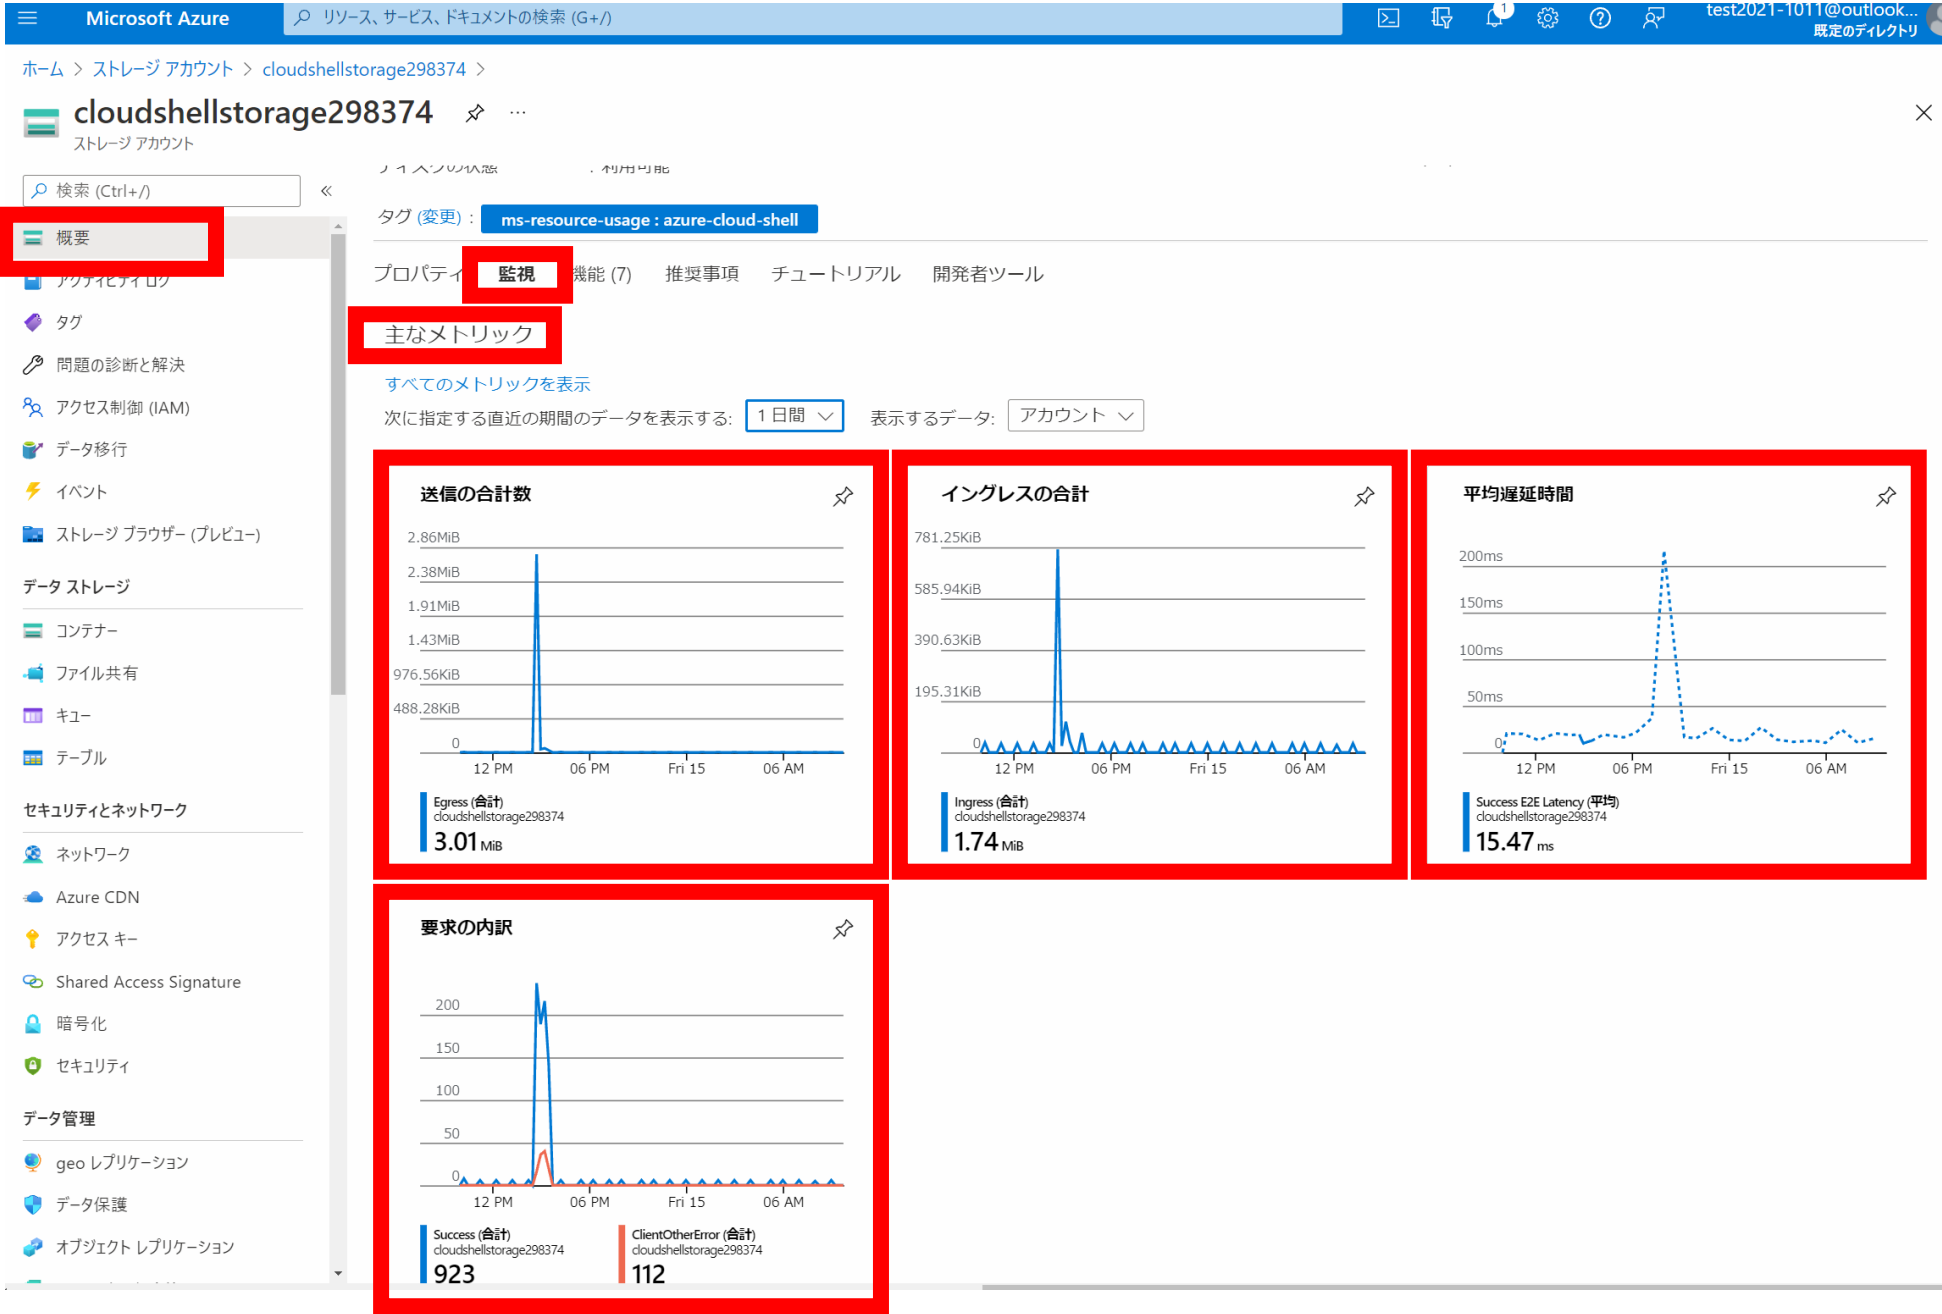 Microsoft Azure
リソース、サービス、ドキュメントの検索 (G+/)
1
test2021-1011@outlook...
既定のディレクトリ
ホーム > ストレージ アカウント > cloudshellstorage298374 >
cloudshellstorage298374
ストレージ アカウント
検索 (Ctrl+/)
概要
アクティビティ ログ
タグ
問題の診断と解決
アクセス制御 (IAM)
データ移行
イベント
ストレージ ブラウザー (プレビュー)
データ ストレージ
コンテナー
ファイル共有
キュー
テーブル
セキュリティとネットワーク
ネットワーク
Azure CDN
アクセス キー
Shared Access Signature
暗号化
セキュリティ
データ管理
geo レプリケーション
データ保護
オブジェクト レプリケーション
ディスクの状態 : 利用可能
タグ (変更) : ms-resource-usage : azure-cloud-shell
プロパティ 監視 機能 (7) 推奨事項 チュートリアル 開発者ツール
主なメトリック
すべてのメトリックを表示
次に指定する直近の期間のデータを表示する: 1 日間 表示するデータ: アカウント
送信の合計数
2.86MiB
2.38MiB
1.91MiB
1.43MiB
976.56KiB
488.28KiB
0
12 PM 06 PM Fri 15 06 AM
Egress (合計)
cloudshellstorage298374
3.01 MiB
イングレスの合計
781.25KiB
585.94KiB
390.63KiB
195.31KiB
0
12 PM 06 PM Fri 15 06 AM
Ingress (合計)
cloudshellstorage298374
1.74 MiB
平均遅延時間
200ms
150ms
100ms
50ms
0
12 PM 06 PM Fri 15 06 AM
Success E2E Latency (平均)
cloudshellstorage298374
15.47 ms
要求の内訳
200
150
100
50
0
12 PM 06 PM Fri 15 06 AM
Success (合計)
cloudshellstorage298374
923
ClientOtherError (合計)
cloudshellstorage298374
112